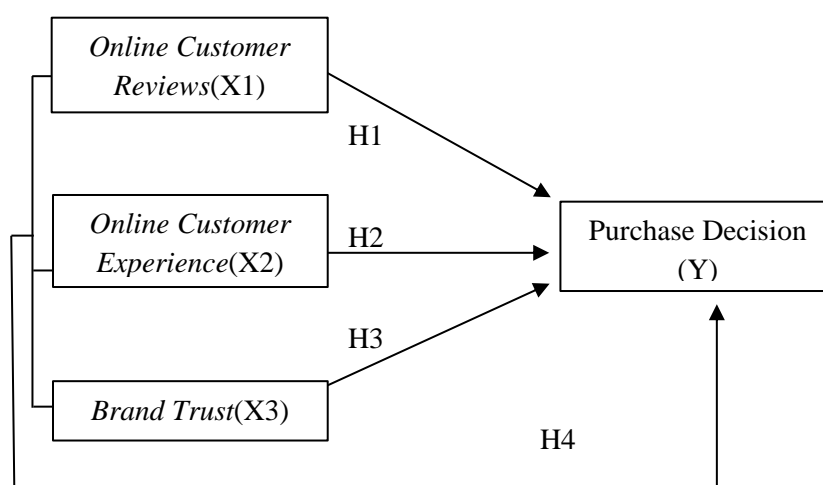 Online Customer
Reviews(X1)
H1
Online Customer
Experience(X2)
H2
Purchase Decision
(Y)
H3
Brand Trust(X3)
H4